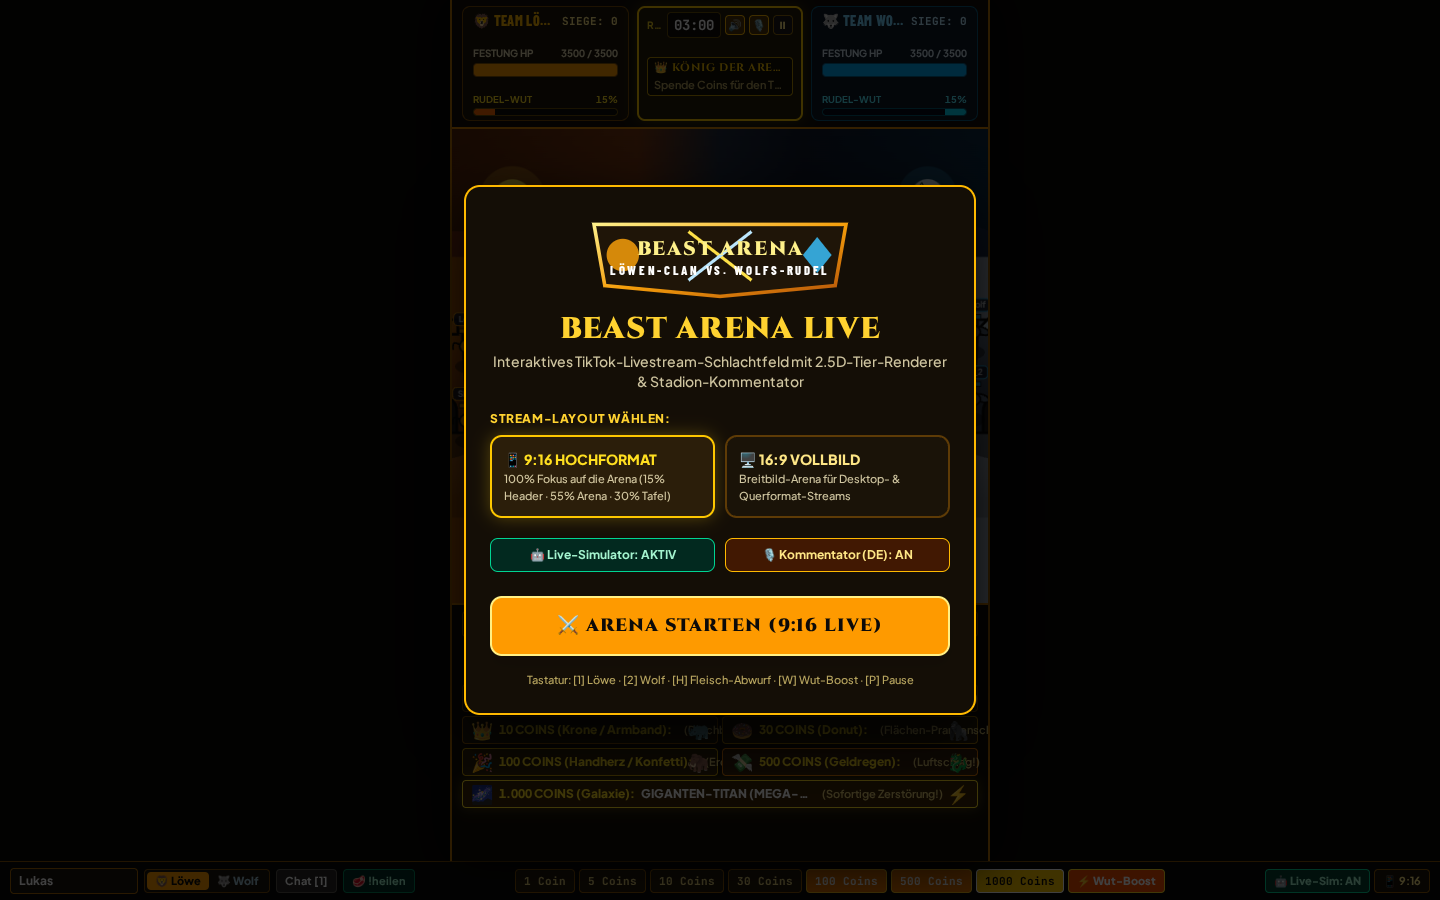 🦁 TEAM LÖ... SIEGE: 0
FESTUNG HP 3500 / 3500
RUDEL-WUT 15%
R... 03:00
👑 KÖNIG DER ARE...
Spende Coins für den T...
🐺 TEAM WO... SIEGE: 0
FESTUNG HP 3500 / 3500
RUDEL-WUT 15%
BEAST ARENA
LÖWEN-CLAN VS. WOLFS-RUDEL
BEAST ARENA LIVE
Interaktives TikTok-Livestream-Schlachtfeld mit 2.5D-Tier-Renderer
& Stadion-Kommentator
STREAM-LAYOUT WÄHLEN:
📱 9:16 HOCHFORMAT
100% Fokus auf die Arena (15%
Header · 55% Arena · 30% Tafel)
🖥️ 16:9 VOLLBILD
Breitbild-Arena für Desktop- &
Querformat-Streams
🤖 Live-Simulator: AKTIV
🎙️ Kommentator (DE): AN
⚔️ ARENA STARTEN (9:16 LIVE)
Tastatur: [1] Löwe · [2] Wolf · [H] Fleisch-Abwurf · [W] Wut-Boost · [P] Pause
👑 10 COINS (Krone / Armband):
🍩 30 COINS (Donut):
🎉 100 COINS (Handherz / Konfetti)
💸 500 COINS (Geldregen):
🌌 1.000 COINS (Galaxie): GIGANTEN-TITAN (MEGA-... (Sofortige Zerstörung!) ⚡
Lukas
🦁 Löwe 🐺 Wolf
Chat [1]
🥩 !heilen
1 Coin
5 Coins
10 Coins
30 Coins
100 Coins
500 Coins
1000 Coins
⚡ Wut-Boost
🤖 Live-Sim: AN
📱 9:16